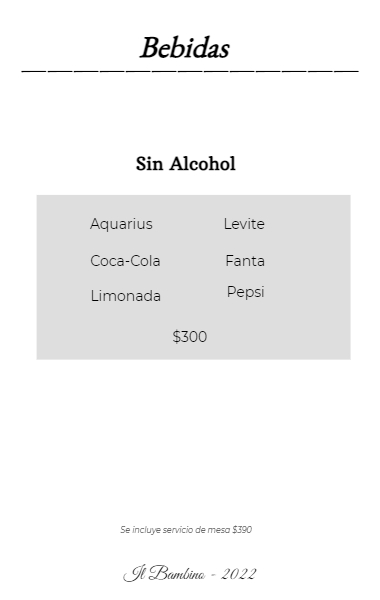 Bebidas
Sin Alcohol
Aquarius Levite
Coca-Cola Fanta
Limonada Pepsi
$300
Se incluye servicio de mesa $390
Il Bambino - 2022